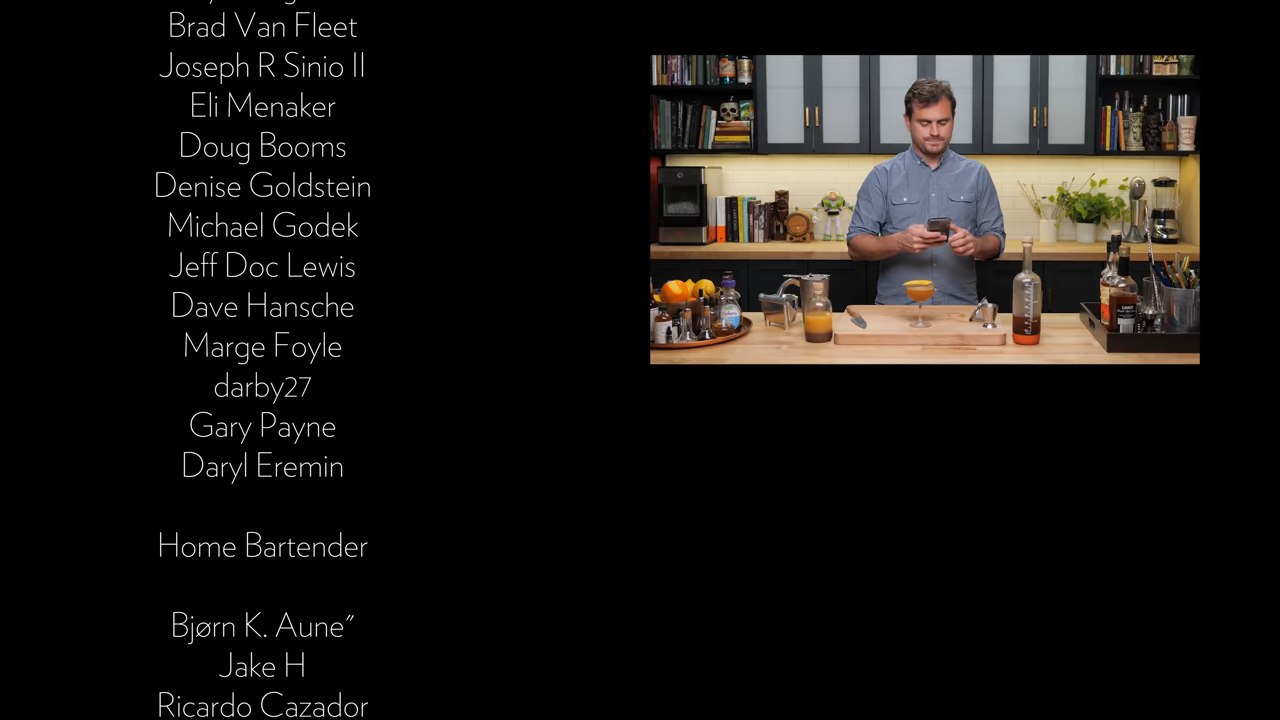 Brad Van Fleet
Joseph R Sinio II
Eli Menaker
Doug Booms
Denise Goldstein
Michael Godek
Jeff Doc Lewis
Dave Hansche
Marge Foyle
darby27
Gary Payne
Daryl Eremin
Home Bartender
Bjørn K. Aune"
Jake H
Ricardo Cazador